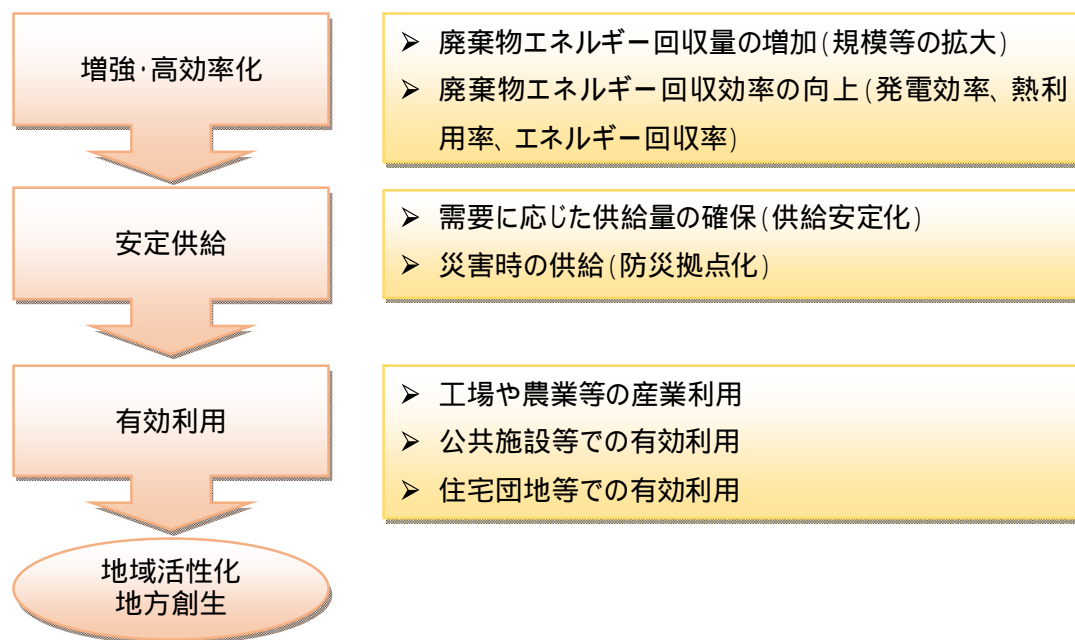 増強・高効率化
➢ 廃棄物エネルギー回収量の増加(規模等の拡大)
➢ 廃棄物エネルギー回収効率の向上(発電効率、熱利
用率、エネルギー回収率)
安定供給
➢ 需要に応じた供給量の確保(供給安定化)
➢ 災害時の供給(防災拠点化)
有効利用
➢ 工場や農業等の産業利用
➢ 公共施設等での有効利用
➢ 住宅団地等での有効利用
地域活性化
地方創生